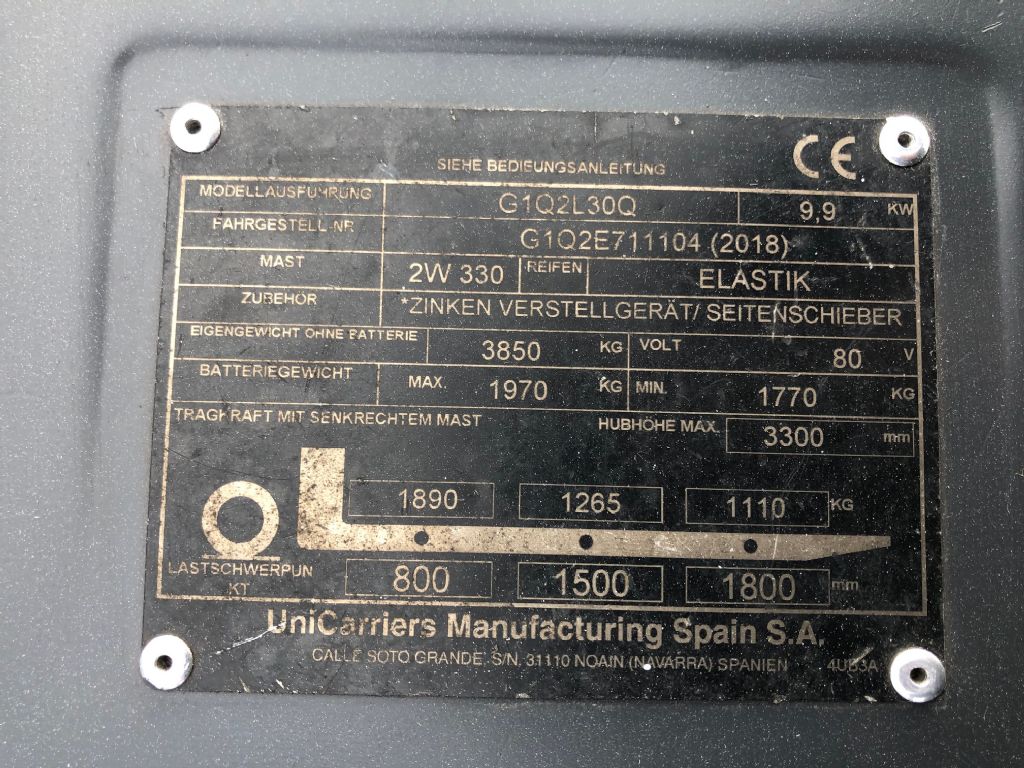 CE
SIEHE BEDIEUNGSANLEITUNG
MODELLAUSFUHRUNG G1Q2L30Q 9,9 KW
FAHRGESTELL-NR G1Q2E711104 (2018)
MAST 2W 330 REIFEN ELASTIK
ZUBEHÖR *ZINKEN VERSTELLGERÄT/ SEITENSCHIEBER
EIGENGEWICHT OHNE BATTERIE 3850 KG VOLT 80 V
BATTERIEGEWICHT MAX. 1970 KG MIN. 1770 KG
TRAGKRAFT MIT SENKRECHTEM MAST HUBHÖHE MAX. 3300 mm
1890 1265 1110 KG
LASTSCHWERPUN
KT 800 1500 1800 mm
UniCarriers Manufacturing Spain S.A.
CALLE SOTO GRANDE, S/N, 31110 NOAIN (NAVARRA) SPANIEN 4UB3A